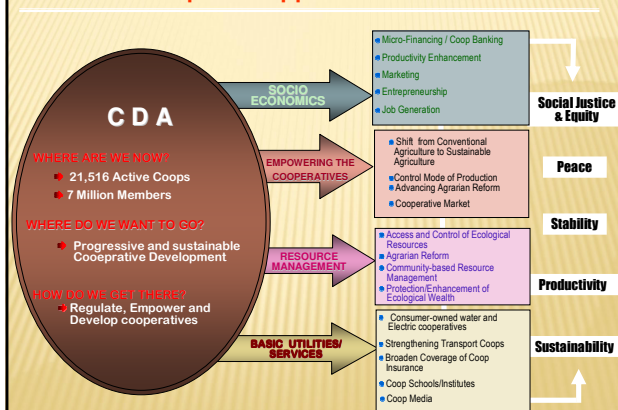 CDA
WHERE ARE WE NOW?
21,516 Active Coops
7 Million Members
WHERE DO WE WANT TO GO?
Progressive and sustainable
Cooeprative Development
HOW DO WE GET THERE?
Regulate, Empower and
Develop cooperatives
SOCIO
ECONOMICS
Micro-Financing / Coop Banking
Productivity Enhancement
Marketing
Entrepreneurship
Job Generation
EMPOWERING THE
COOPERATIVES
Shift from Conventional
Agriculture to Sustainable
Agriculture
Control Mode of Production
Advancing Agrarian Reform
Cooperative Market
RESOURCE
MANAGEMENT
Access and Control of Ecological
Resources
Agrarian Reform
Community-based Resource
Management
Protection/Enhancement of
Ecological Wealth
BASIC UTILITIES/
SERVICES
Consumer-owned water and
Electric cooperatives
Strengthening Transport Coops
Broaden Coverage of Coop
Insurance
Coop Schools/Institutes
Coop Media
Social Justice
& Equity
Peace
Stability
Productivity
Sustainability